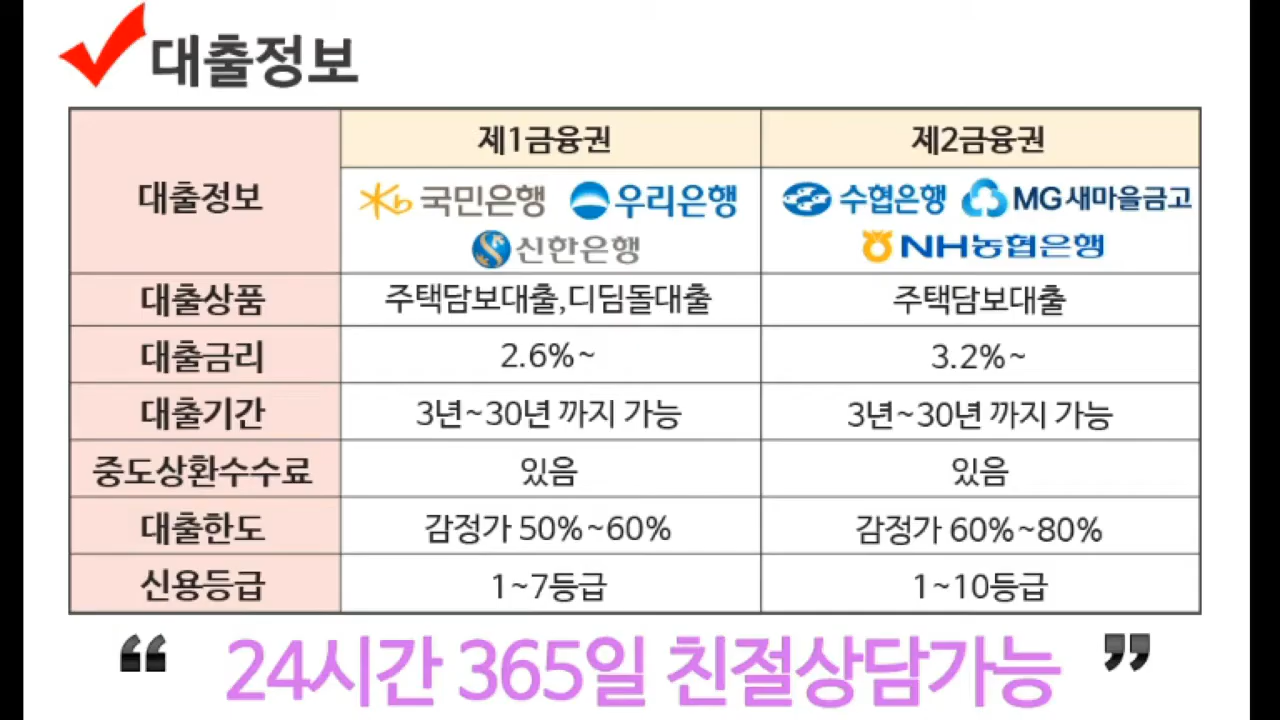 대출정보
대출정보 제1금융권 제2금융권
Kb 국민은행 우리은행 수협은행 MG새마을금고
신한은행 NH농협은행
대출상품 주택담보대출,디딤돌대출 주택담보대출
대출금리 2.6%~ 3.2%~
대출기간 3년~30년 까지 가능 3년~30년 까지 가능
중도상환수수료 있음 있음
대출한도 감정가 50%~60% 감정가 60%~80%
신용등급 1~7등급 1~10등급
“ 24시간 365일 친절상담가능 ”